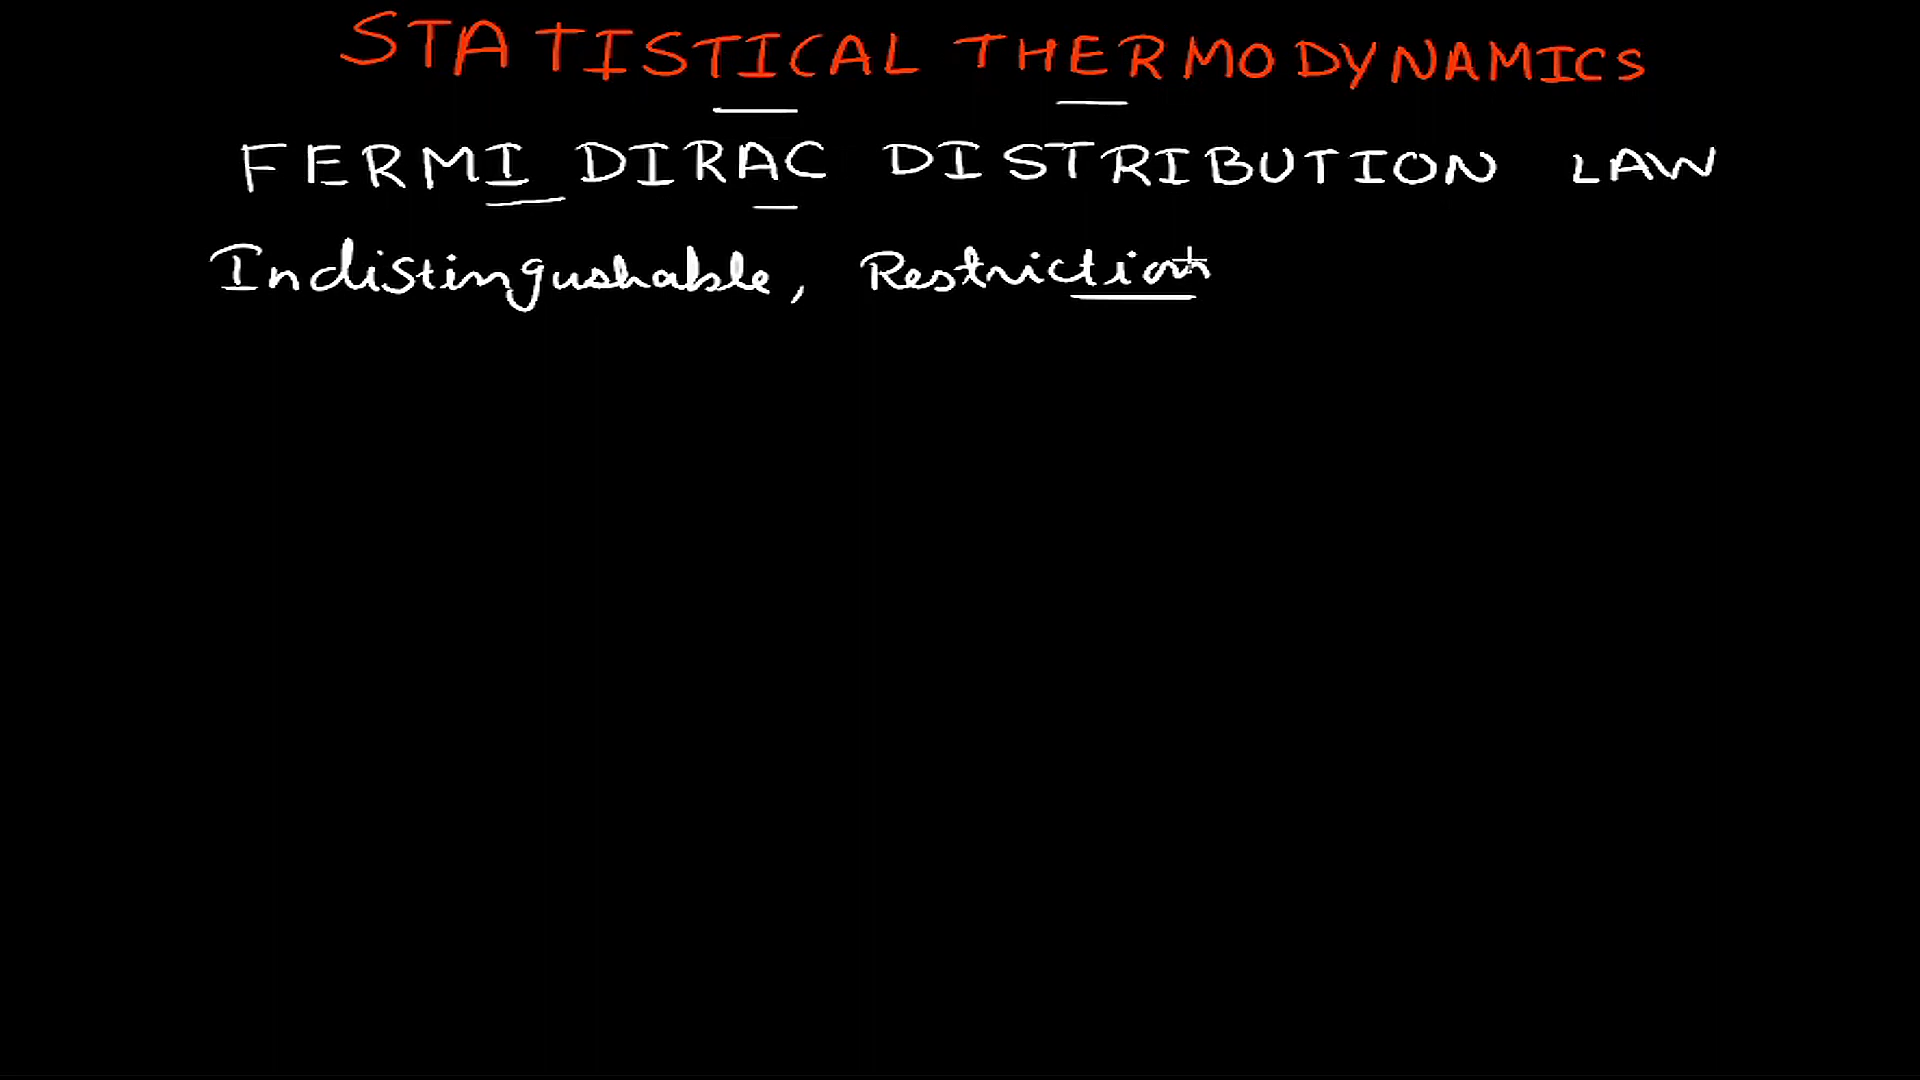 STATISTICAL THERMODYNAMICS
FERMI DIRAC DISTRIBUTION LAW
Indistingushable, Restriction